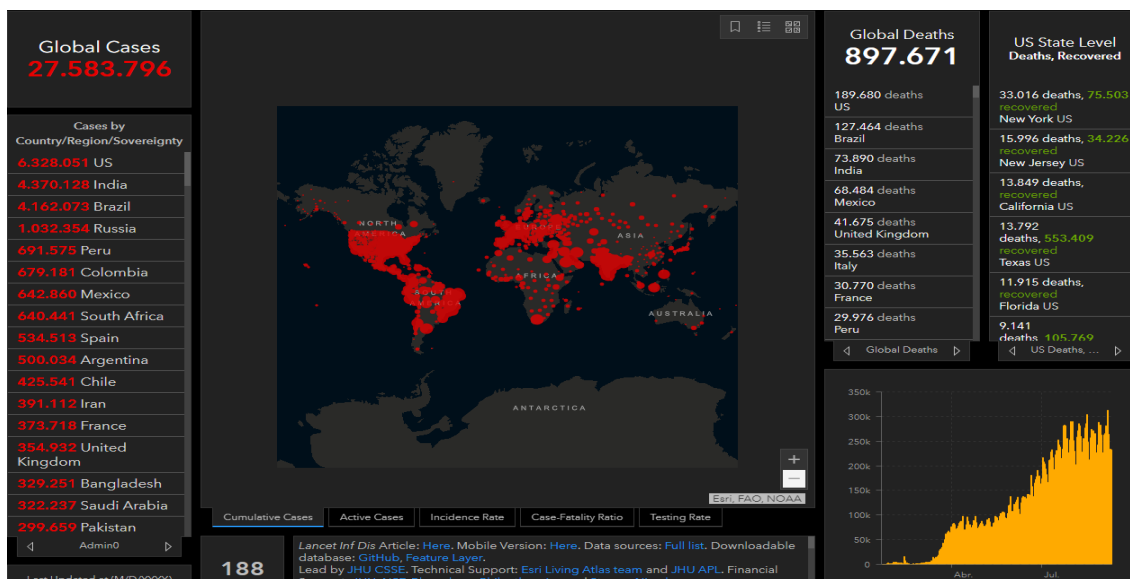 Global Cases
27.583.796
Cases by
Country/Region/Sovereignty
6.328.051 US
4.370.128 India
4.162.073 Brazil
1.032.354 Russia
691.575 Peru
679.181 Colombia
642.860 Mexico
640.441 South Africa
534.513 Spain
500.034 Argentina
425.541 Chile
391.112 Iran
373.718 France
354.932 United
Kingdom
329.251 Bangladesh
322.237 Saudi Arabia
299.659 Pakistan
Admin0
Last Updated at (M/D/YYYY)
NORTH
AMERICA
SOUTH
AMERICA
EUROPE
AFRICA
ASIA
AUSTRALIA
ANTARCTICA
Esri, FAO, NOAA
Cumulative Cases
Active Cases
Incidence Rate
Case-Fatality Ratio
Testing Rate
188
Lancet Inf Dis Article: Here. Mobile Version: Here. Data sources: Full list. Downloadable
database: GitHub, Feature Layer.
Lead by JHU CSSE. Technical Support: Esri Living Atlas team and JHU APL. Financial
Global Deaths
897.671
189.680 deaths
US
127.464 deaths
Brazil
73.890 deaths
India
68.484 deaths
Mexico
41.675 deaths
United Kingdom
35.563 deaths
Italy
30.770 deaths
France
29.976 deaths
Peru
Global Deaths
US State Level
Deaths, Recovered
33.016 deaths, 75.503
recovered
New York US
15.996 deaths, 34.226
recovered
New Jersey US
13.849 deaths,
recovered
California US
13.792
deaths, 553.409
recovered
Texas US
11.915 deaths,
recovered
Florida US
9.141
deaths, 105.769
US Deaths, ...
350k
300k
250k
200k
150k
100k
50k
0
Abr.
Jul.